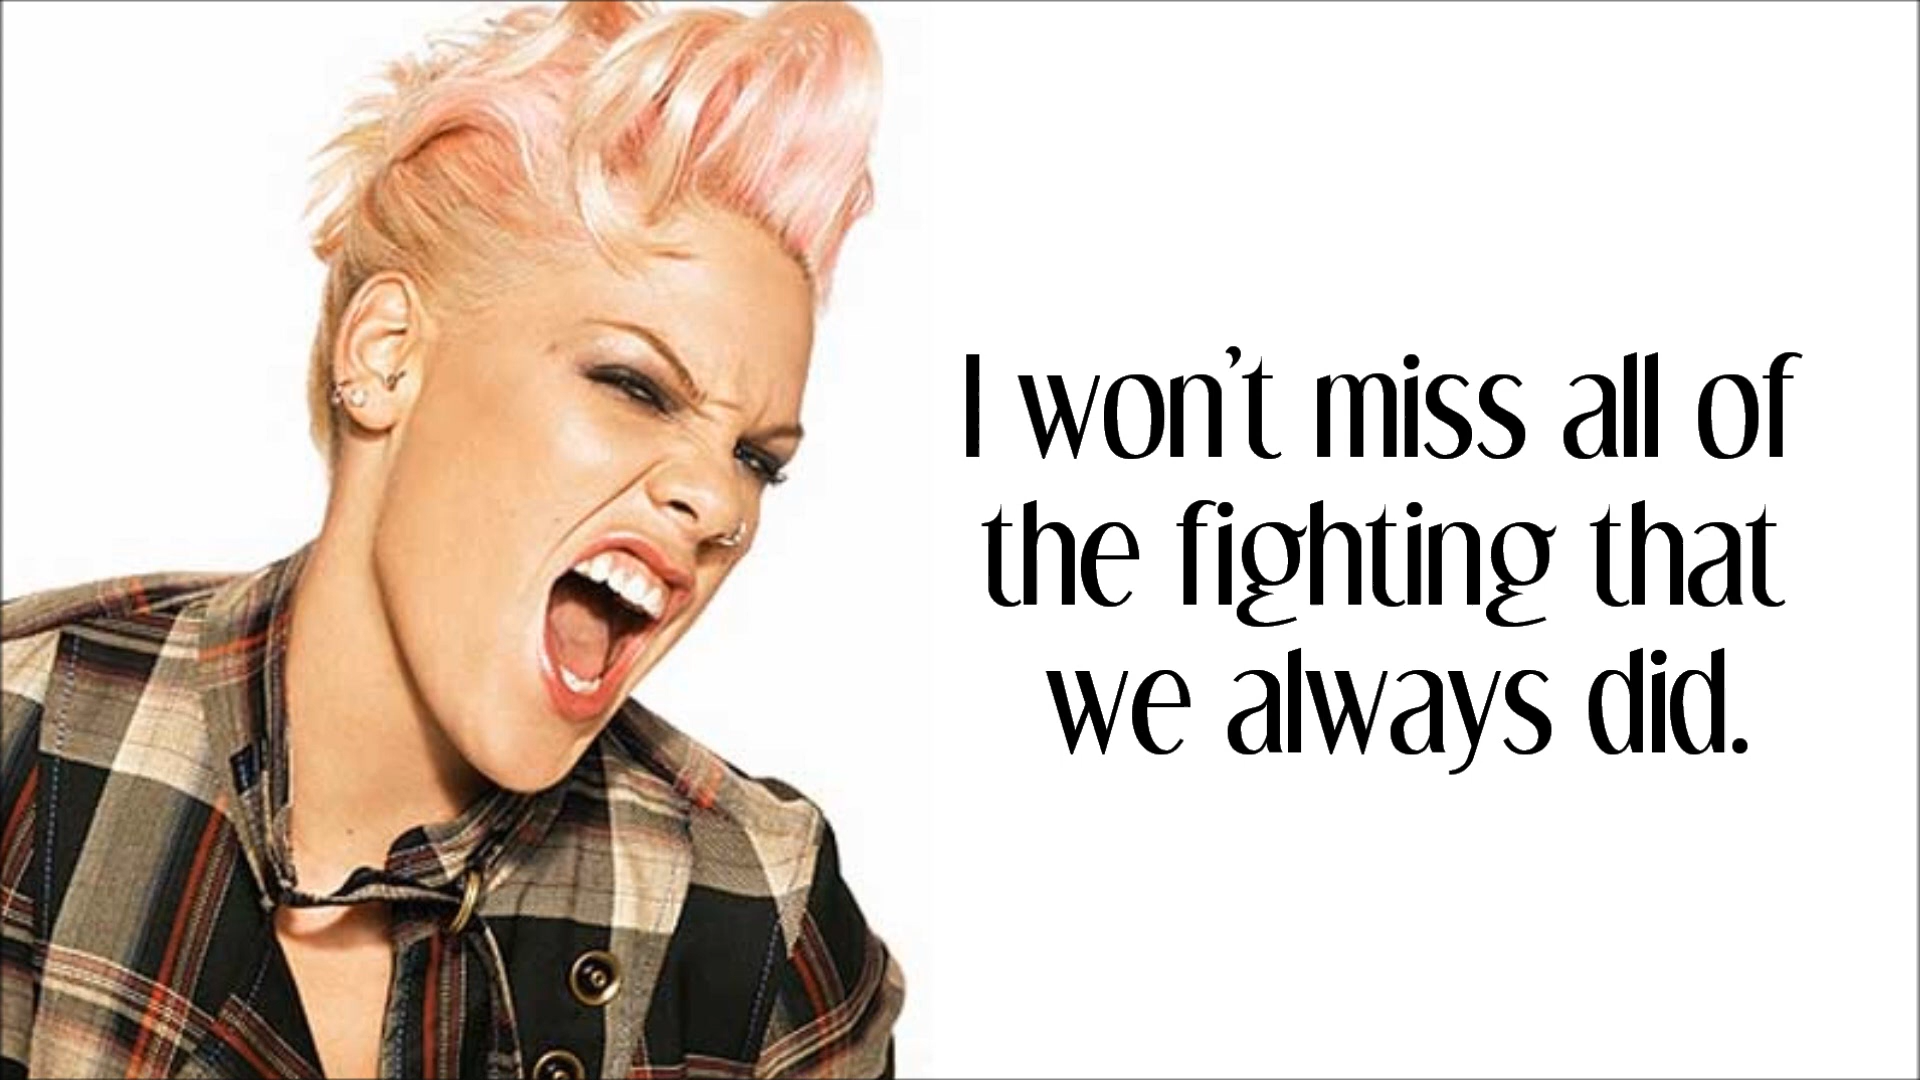 I won't miss all of
the fighting that
we always did.